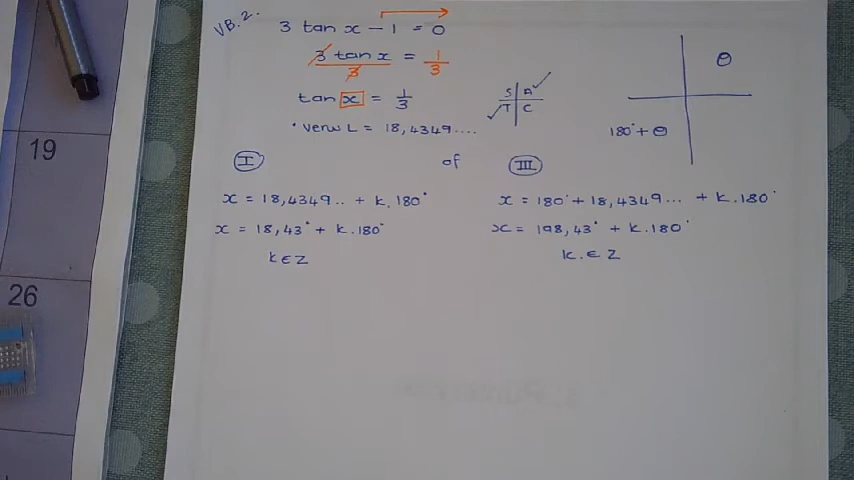 VB.2.
3 tan x - 1 = 0
3 tan x / 3 = 1/3
tan x = 1/3
S A
T C
• verw L = 18,4349....
θ
180° + θ
I of III
x = 18,4349.. + k.180°
x = 18,43° + k.180°
k ∈ Z
x = 180° + 18,4349... + k.180°
x = 198,43° + k.180°
k. ∈ Z
19
26